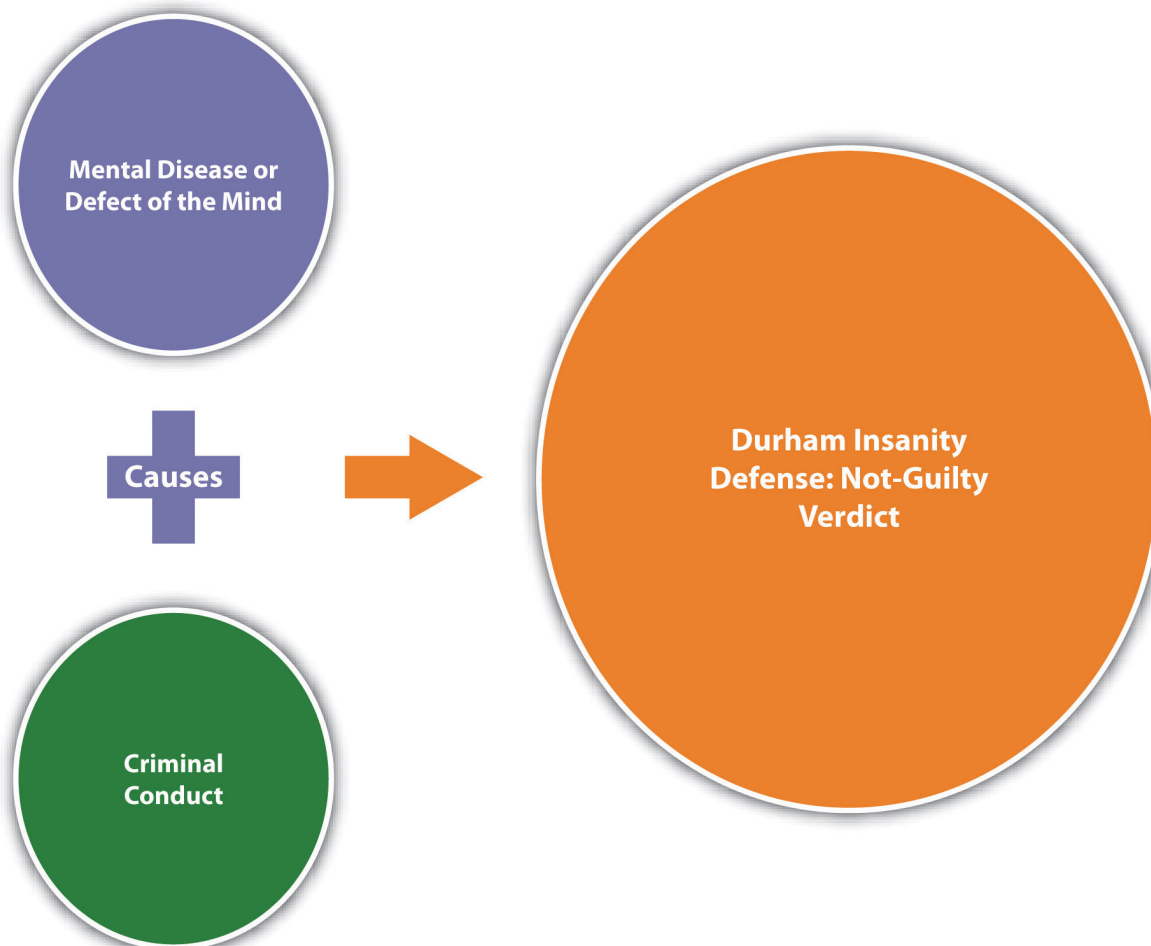 Mental Disease or
Defect of the Mind
Causes
Criminal
Conduct
Durham Insanity
Defense: Not-Guilty
Verdict